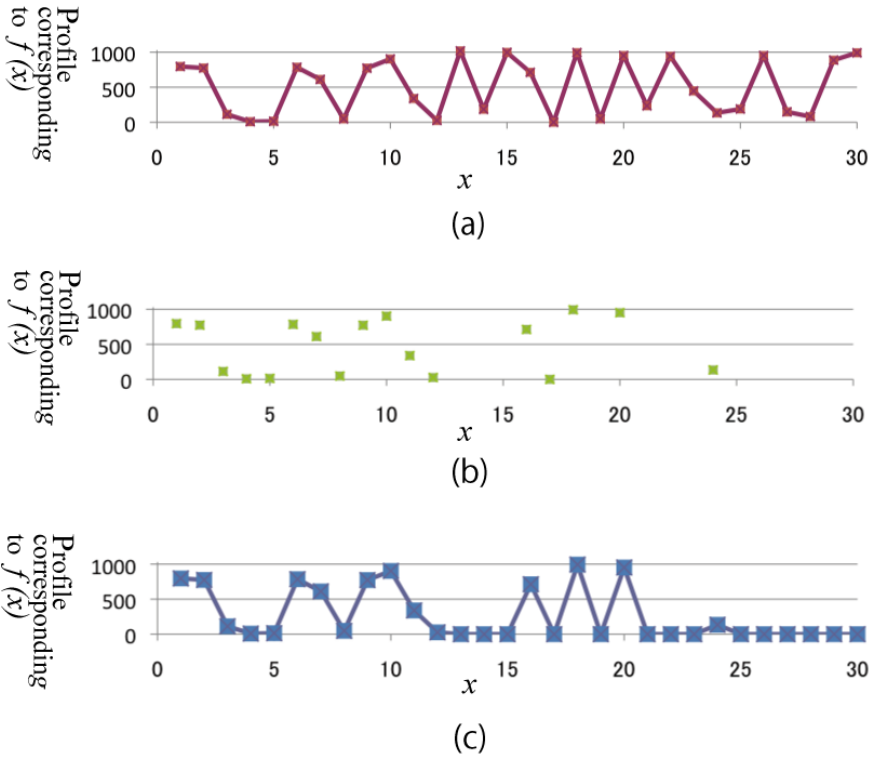 Profile
corresponding
to f (x)
1000
500
0
0 5 10 15 20 25 30
x
(a)
Profile
corresponding
to f (x)
1000
500
0
0 5 10 15 20 25 30
x
(b)
Profile
corresponding
to f (x)
1000
500
0
0 5 10 15 20 25 30
x
(c)